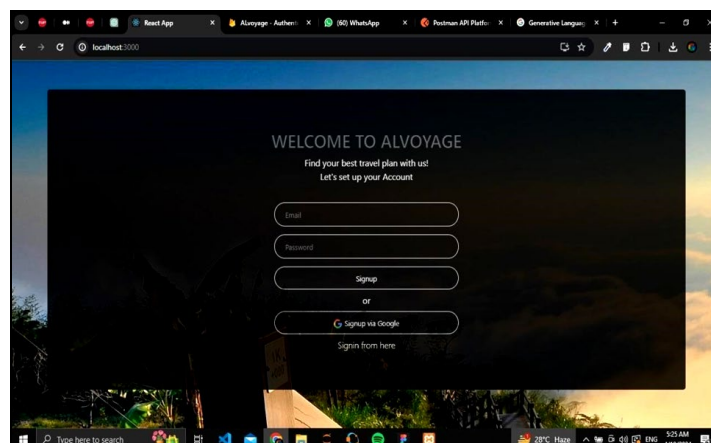 React App
ALvoyage - Authenti
(60) WhatsApp
Postman API Platfor
Generative Languag
localhost:3000
WELCOME TO ALVOYAGE
Find your best travel plan with us!
Let's set up your Account
Email
Password
Signup
or
Signup via Google
Signin from here
Type here to search
28°C Haze
ENG
5:25 AM